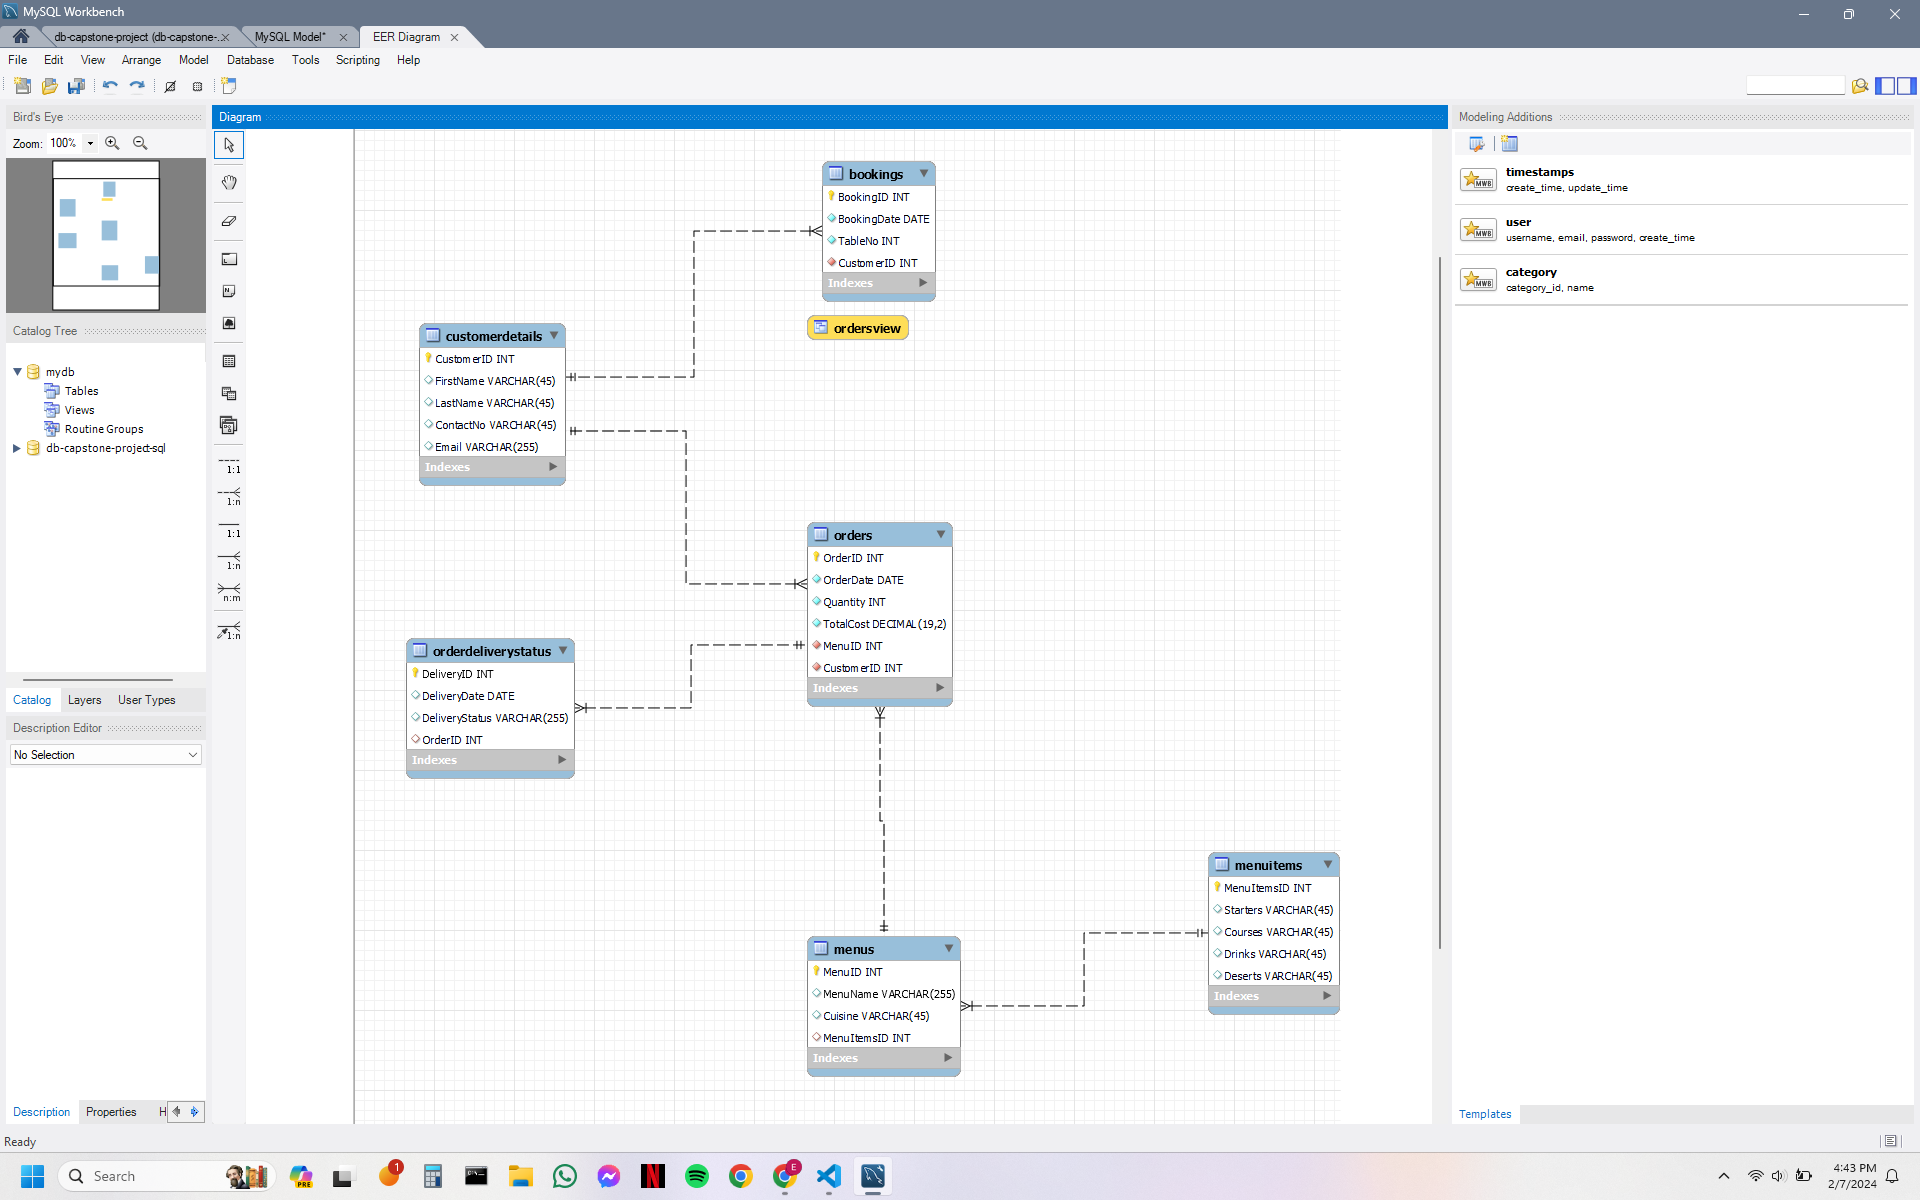 MySQL Workbench
db-capstone-project (db-capstone-...
MySQL Model*
EER Diagram
File Edit View Arrange Model Database Tools Scripting Help
Bird's Eye
Zoom: 100%
Catalog Tree
mydb
Tables
Views
Routine Groups
db-capstone-project-sql
Catalog Layers User Types
Description Editor
No Selection
Description Properties H
Diagram
1:1
1:n
1:1
1:n
n:m
1:n
bookings
BookingID INT
BookingDate DATE
TableNo INT
CustomerID INT
Indexes
ordersview
customerdetails
CustomerID INT
FirstName VARCHAR(45)
LastName VARCHAR(45)
ContactNo VARCHAR(45)
Email VARCHAR(255)
Indexes
orders
OrderID INT
OrderDate DATE
Quantity INT
TotalCost DECIMAL(19,2)
MenuID INT
CustomerID INT
Indexes
orderdeliverystatus
DeliveryID INT
DeliveryDate DATE
DeliveryStatus VARCHAR(255)
OrderID INT
Indexes
menuitems
MenuItemsID INT
Starters VARCHAR(45)
Courses VARCHAR(45)
Drinks VARCHAR(45)
Deserts VARCHAR(45)
Indexes
menus
MenuID INT
MenuName VARCHAR(255)
Cuisine VARCHAR(45)
MenuItemsID INT
Indexes
Modeling Additions
MWB
timestamps
create_time, update_time
MWB
user
username, email, password, create_time
MWB
category
category_id, name
Templates
Ready
Search
PRE
1
E
4:43 PM
2/7/2024